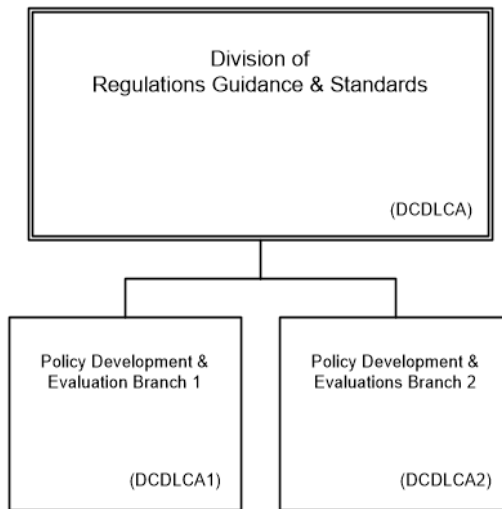 Division of
Regulations Guidance & Standards
(DCDLCA)
Policy Development &
Evaluation Branch 1
(DCDLCA1)
Policy Development &
Evaluations Branch 2
(DCDLCA2)